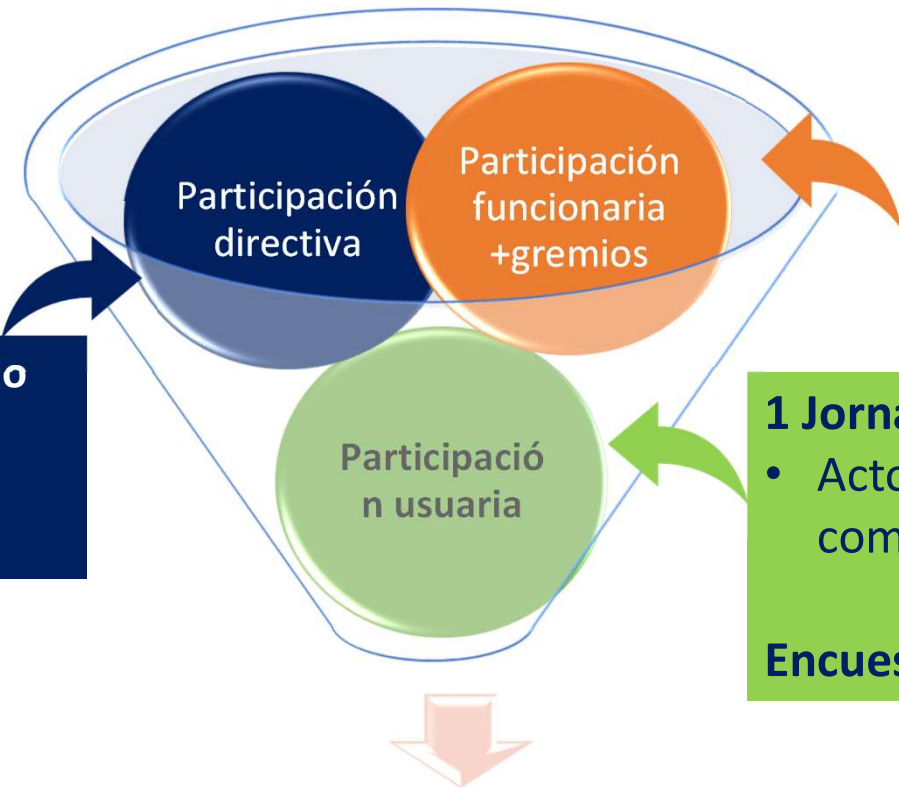 Participación
directiva
Participación
funcionaria
+gremios
Participació
n usuaria
o
1 Jorna
• Acto
com
Encues